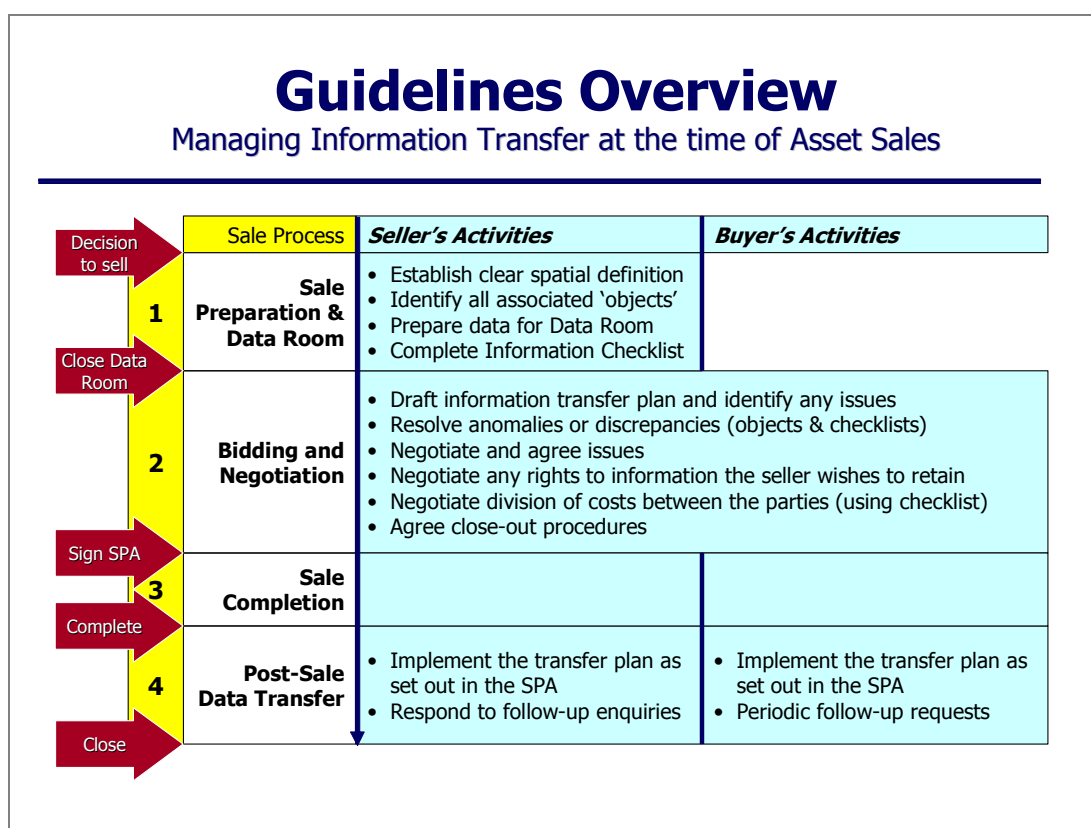 Guidelines Overview
Managing Information Transfer at the time of Asset Sales
Decision
to sell
Sale Process
Seller's Activities
Buyer's Activities
1
Sale
Preparation &
Data Room
• Establish clear spatial definition
• Identify all associated ‘objects’
• Prepare data for Data Room
• Complete Information Checklist
Close Data
Room
2
Bidding and
Negotiation
• Draft information transfer plan and identify any issues
• Resolve anomalies or discrepancies (objects & checklists)
• Negotiate and agree issues
• Negotiate any rights to information the seller wishes to retain
• Negotiate division of costs between the parties (using checklist)
• Agree close-out procedures
Sign SPA
3
Sale
Completion
Complete
4
Post-Sale
Data Transfer
• Implement the transfer plan as
set out in the SPA
• Respond to follow-up enquiries
• Implement the transfer plan as
set out in the SPA
• Periodic follow-up requests
Close